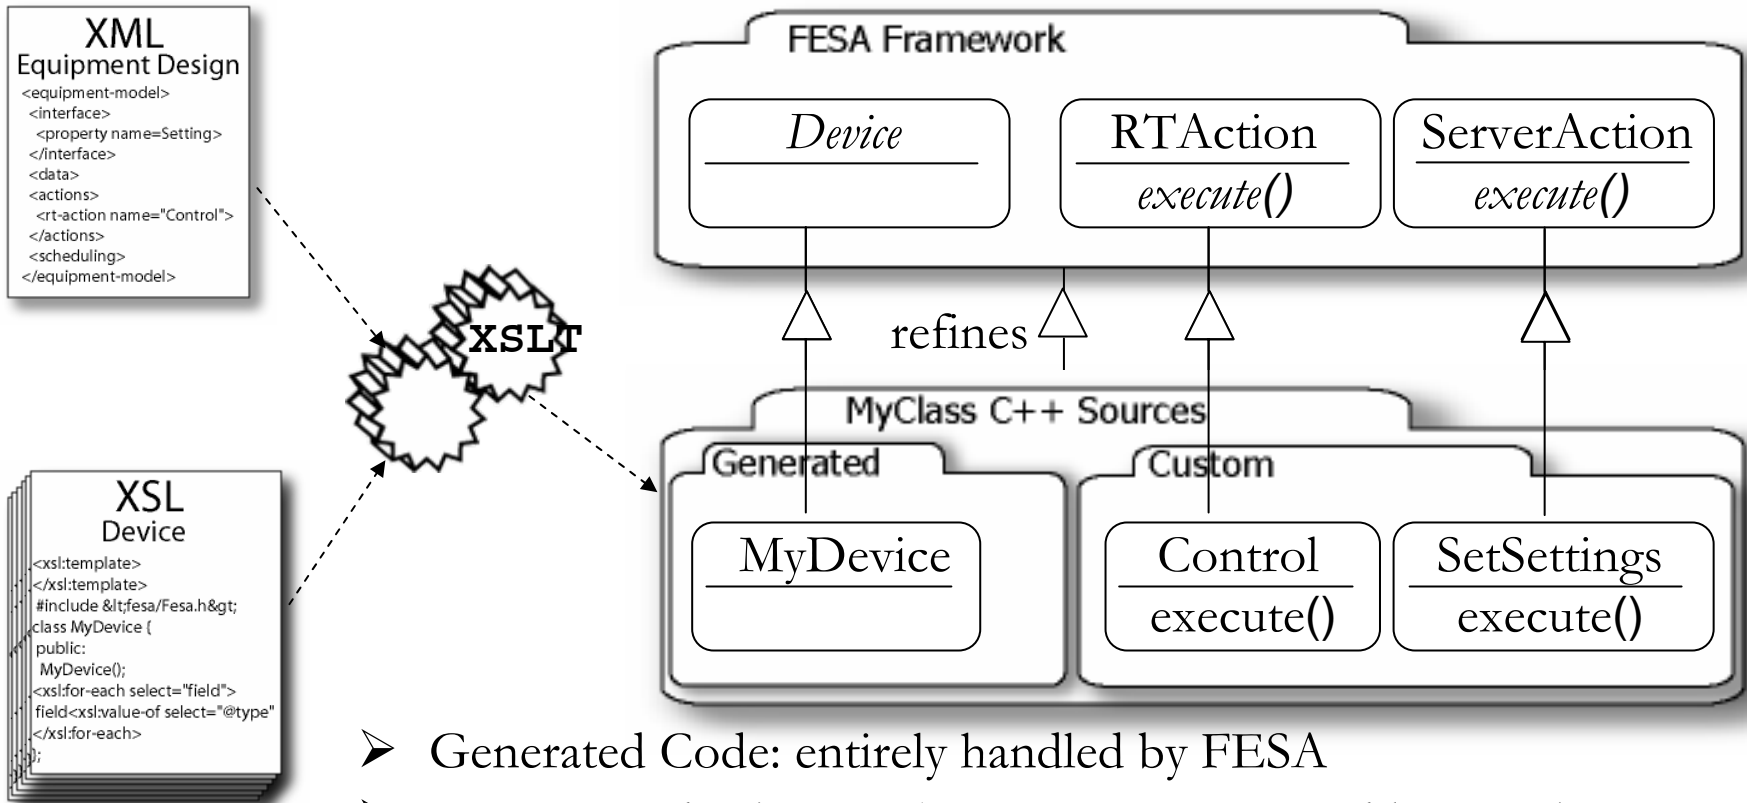 XML
Equipment Design
<equipment-model>
<interface>
<property name=Setting>
</interface>
<data>
<actions>
<rt-action name="Control">
</actions>
<scheduling>
</equipment-model>
XSL
Device
<xsl:template>
</xsl:template>
#include &lt;fesa/Fesa.h&gt;
class MyDevice {
public:
MyDevice();
<xsl:for-each select="field">
field<xsl:value-of select="@type"
</xsl:for-each>
};
XSLT
FESA Framework
Device
RTAction
execute()
ServerAction
execute()
refines
MyClass C++ Sources
Generated
MyDevice
Custom
Control
execute()
SetSettings
execute()
➢ Generated Code: entirely handled by FESA